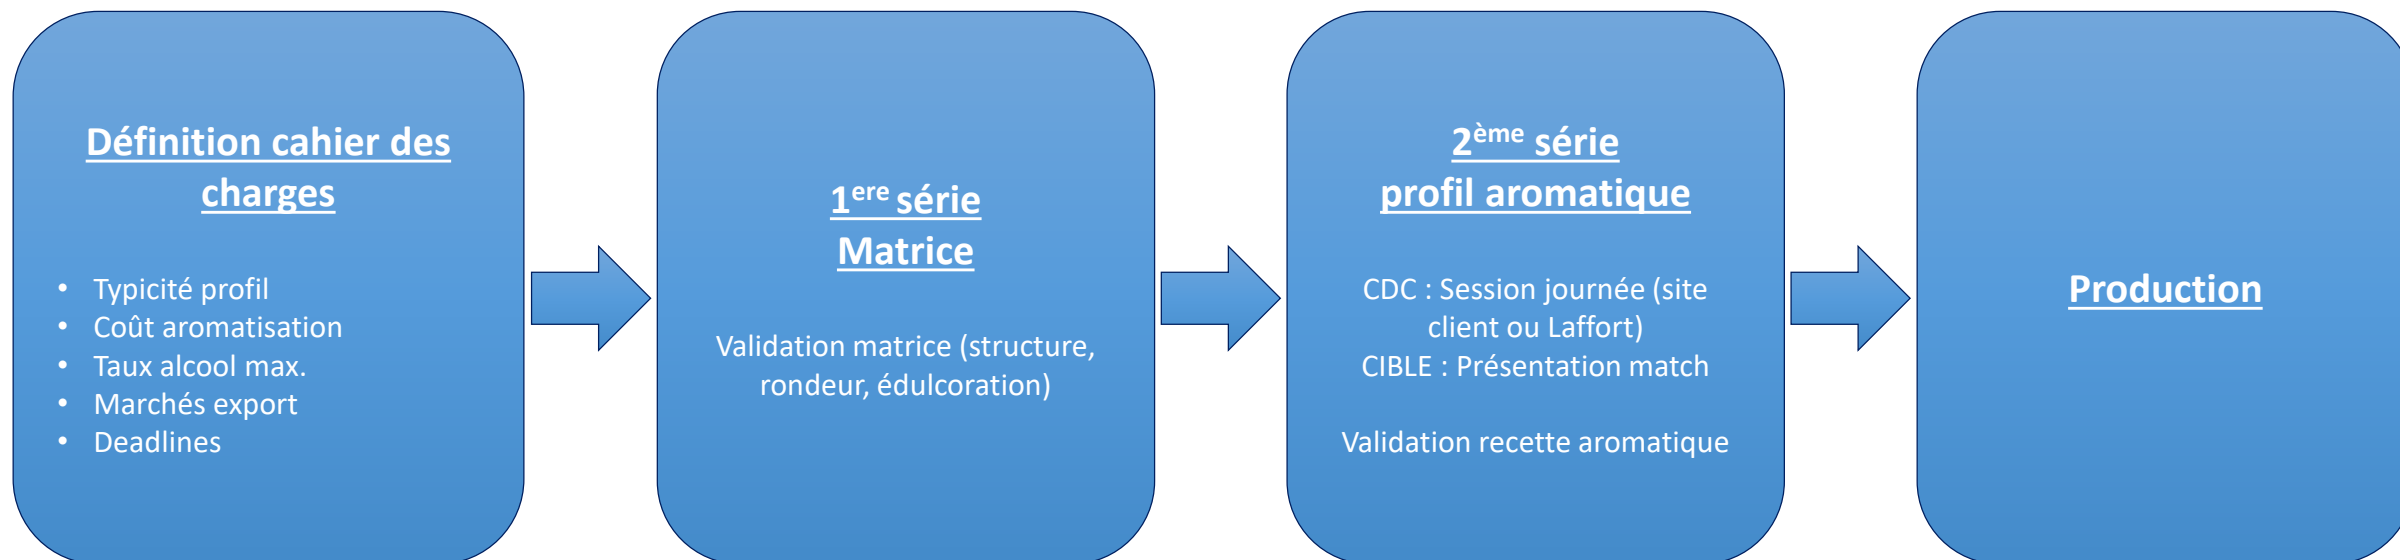 Définition cahier des
charges
• Typicité profil
• Coût aromatisation
• Taux alcool max.
• Marchés export
• Deadlines
1ere série
Matrice
Validation matrice (structure,
rondeur, édulcoration)
2ème série
profil aromatique
CDC : Session journée (site
client ou Laffort)
CIBLE : Présentation match
Validation recette aromatique
Production